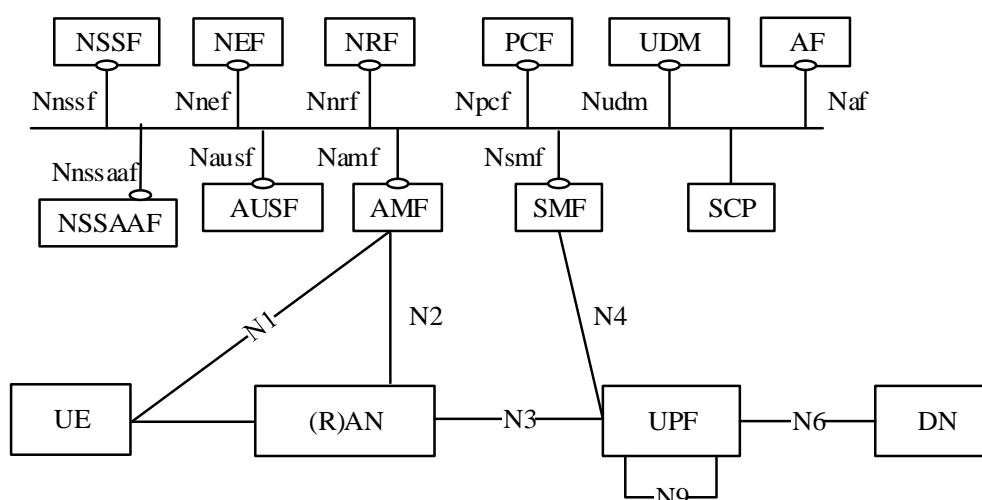 NSSF NEF NRF PCF UDM AF
Nnssf Nnef Nnrf Npcf Nudm Naf
Nnssaaf Nausf Namf Nsmf
NSSAAF AUSF AMF SMF SCP
N1 N2 N4
UE (R)AN N3 UPF N6 DN
N9